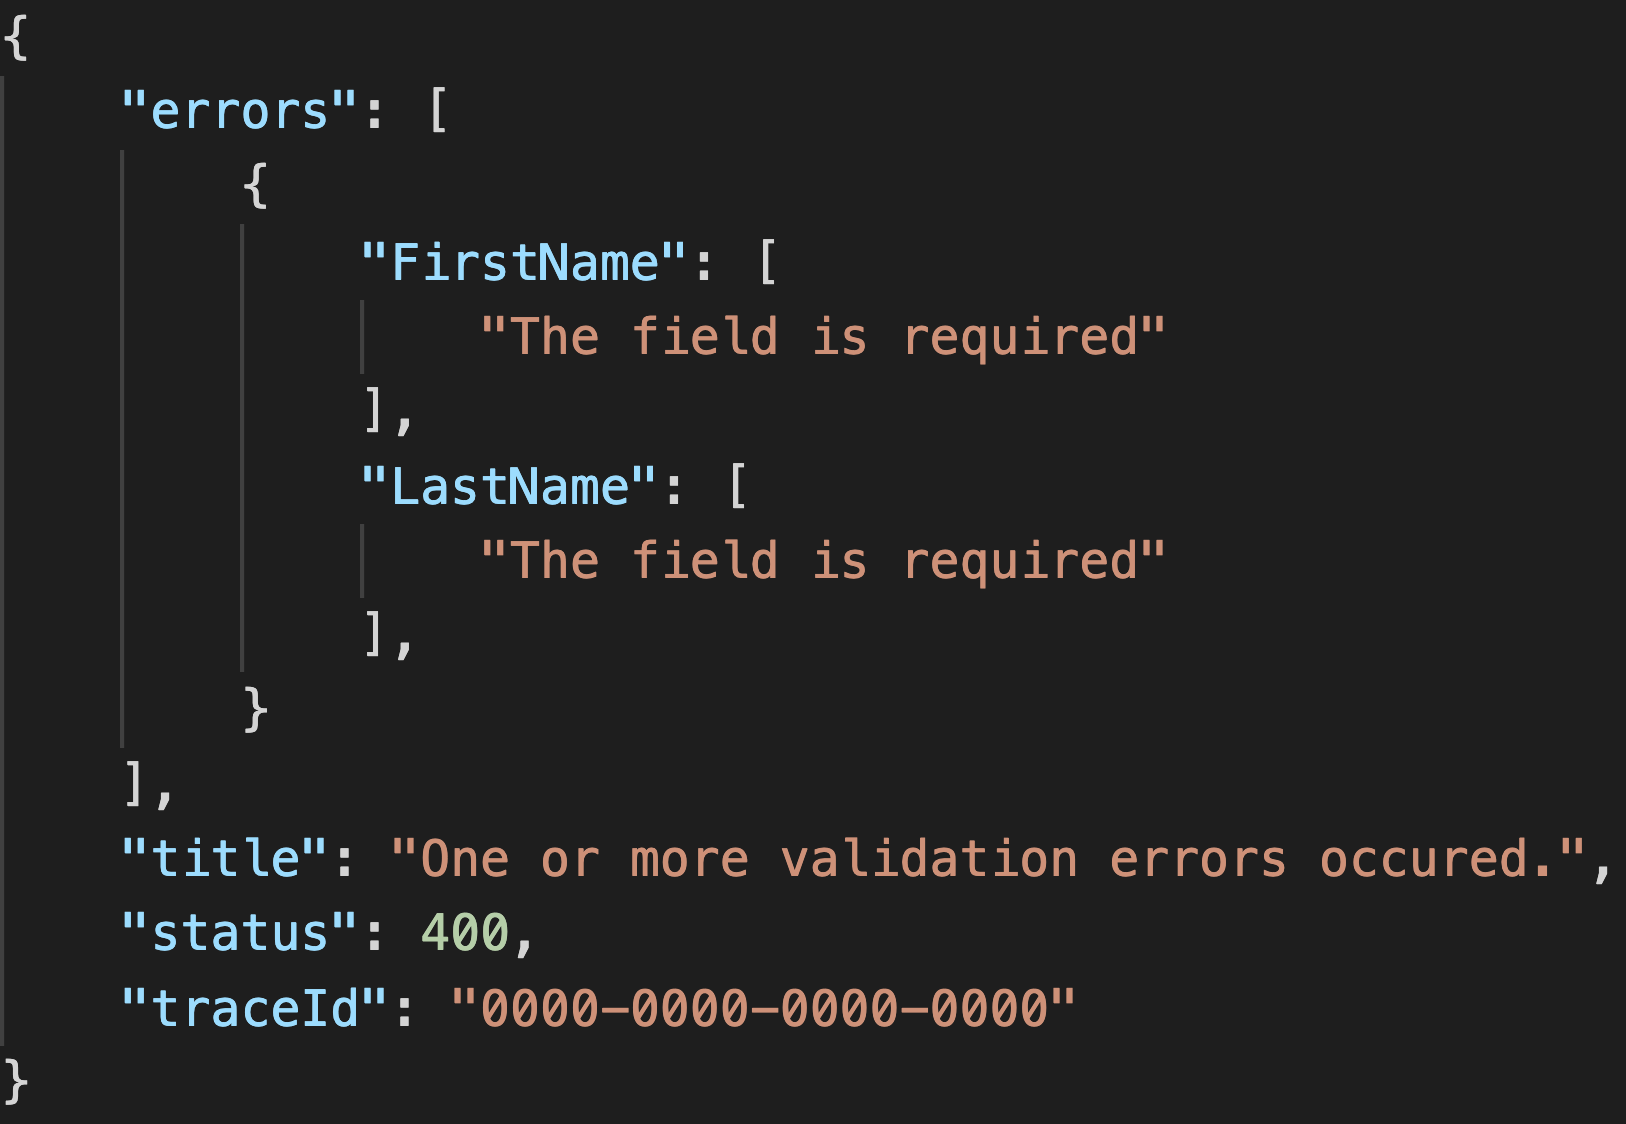 {
    "errors": [
        {
            "FirstName": [
                "The field is required"
            ],
            "LastName": [
                "The field is required"
            ],
        }
    ],
    "title": "One or more validation errors occured.",
    "status": 400,
    "traceId": "0000-0000-0000-0000"
}